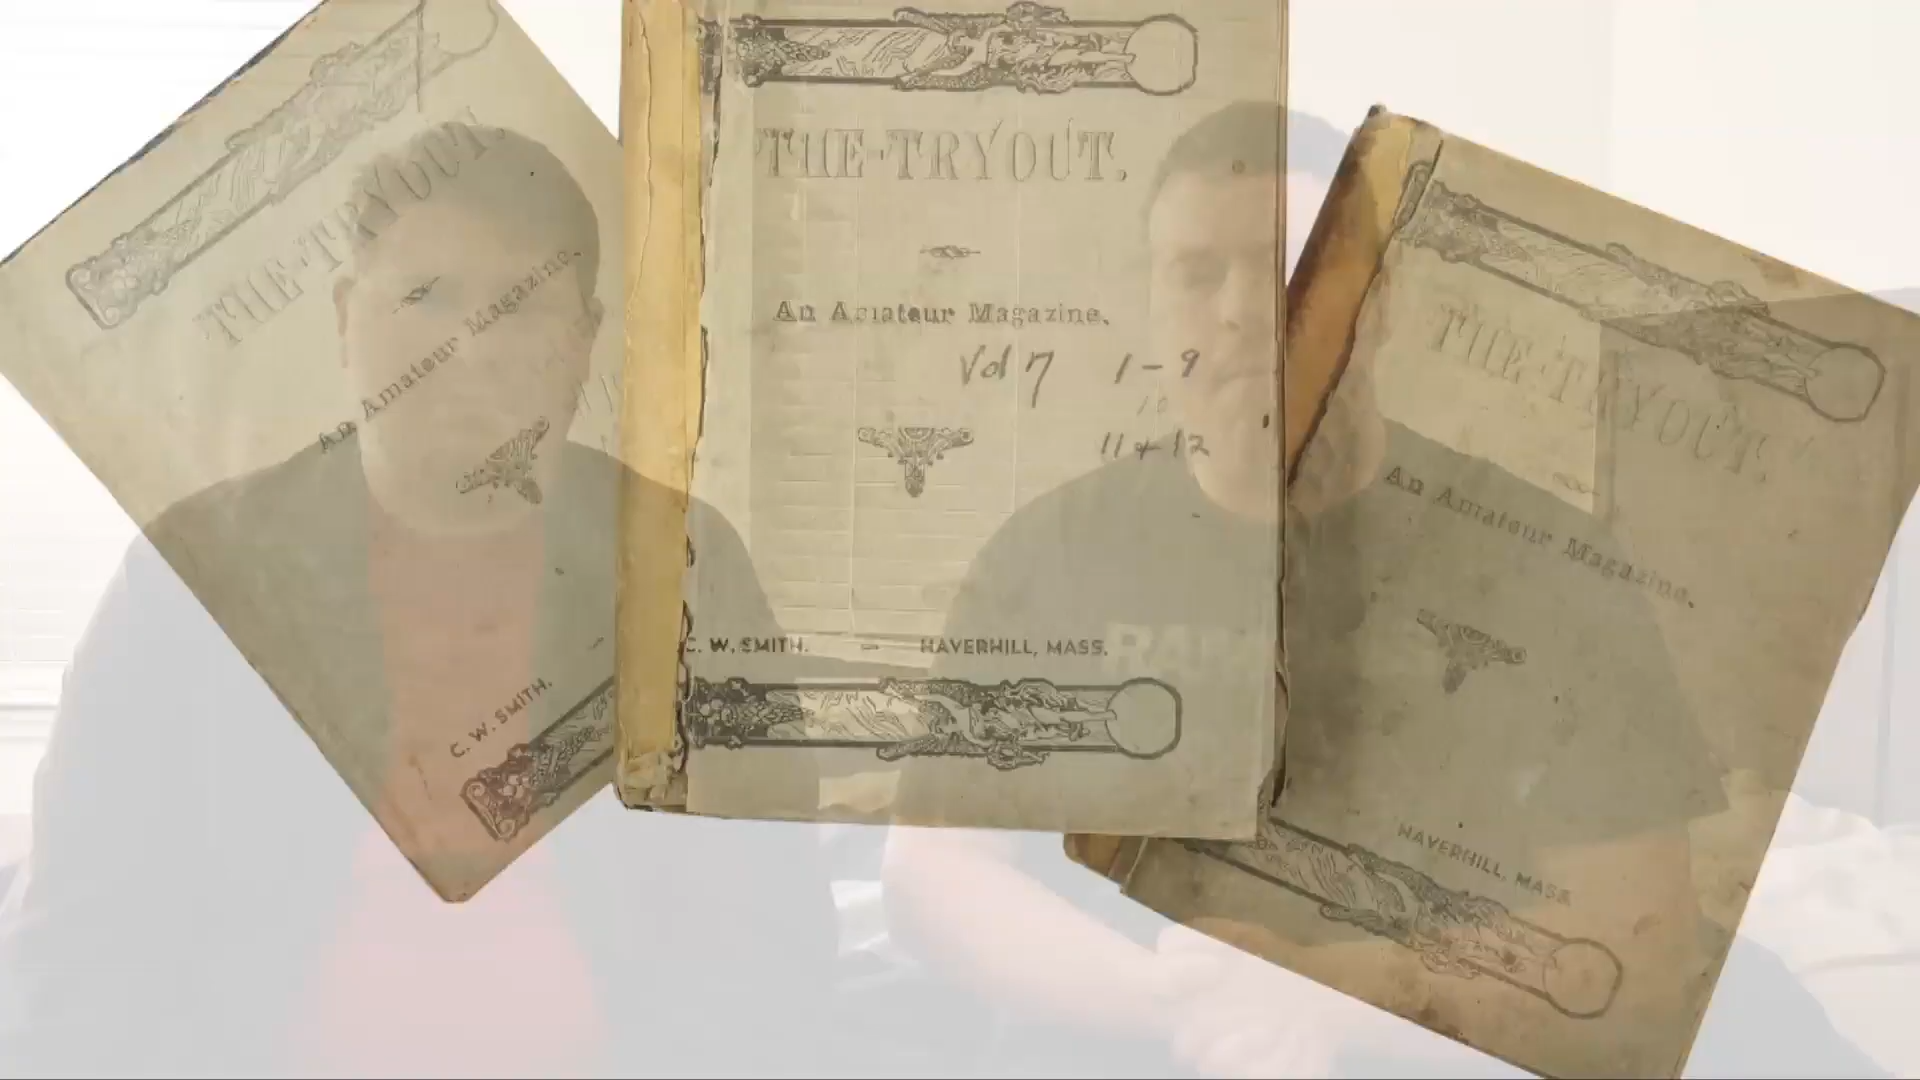 THE-TRYOUT.
An Amateur Magazine.
C. W. SMITH.
THE-TRYOUT.
An Amateur Magazine.
Vol 7 1-9
10
11 & 12
C. W. SMITH. — HAVERHILL, MASS.
THE-TRYOUT.
An Amateur Magazine.
HAVERHILL, MASS.